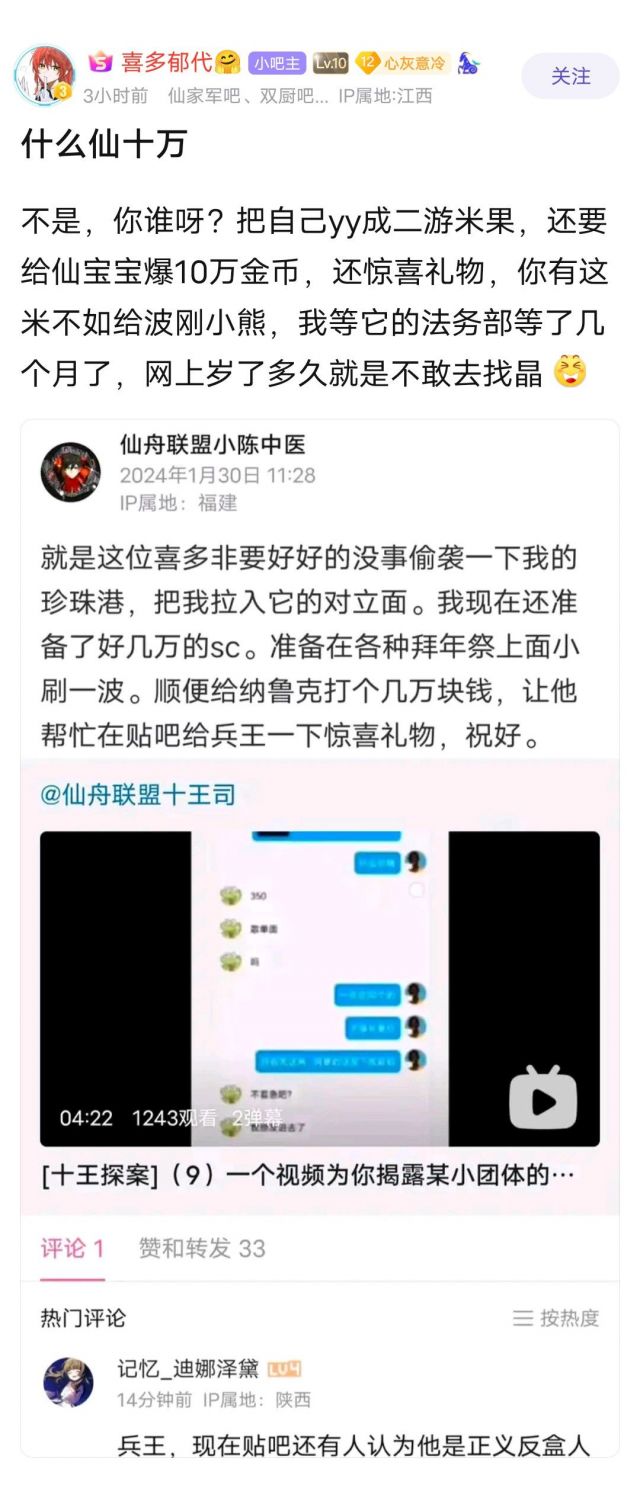 喜多郁代 小吧主 Lv.10 12 心灰意冷
3
关注
3小时前 仙家军吧、双厨吧... IP属地:江西
什么仙十万
不是，你谁呀？把自己yy成二游米果，还要
给仙宝宝爆10万金币，还惊喜礼物，你有这
米不如给波刚小熊，我等它的法务部等了几
个月了，网上岁了多久就是不敢去找晶
仙舟联盟小陈中医
2024年1月30日 11:28
IP属地：福建
就是这位喜多非要好好的没事偷袭一下我的
珍珠港，把我拉入它的对立面。我现在还准
备了好几万的sc。准备在各种拜年祭上面小
刷一波。顺便给纳鲁克打个几万块钱，让他
帮忙在贴吧给兵王一下惊喜礼物，祝好。
@仙舟联盟十王司
350
歌单面
吗
不着急吧?
04:22 1243观看 2弹幕
[十王探案]（9）一个视频为你揭露某小团体的…
评论 1 赞和转发 33
热门评论 按热度
记忆_迪娜泽黛 LV4
14分钟前 IP属地：陕西
兵王，现在贴吧还有人认为他是正义反盒人